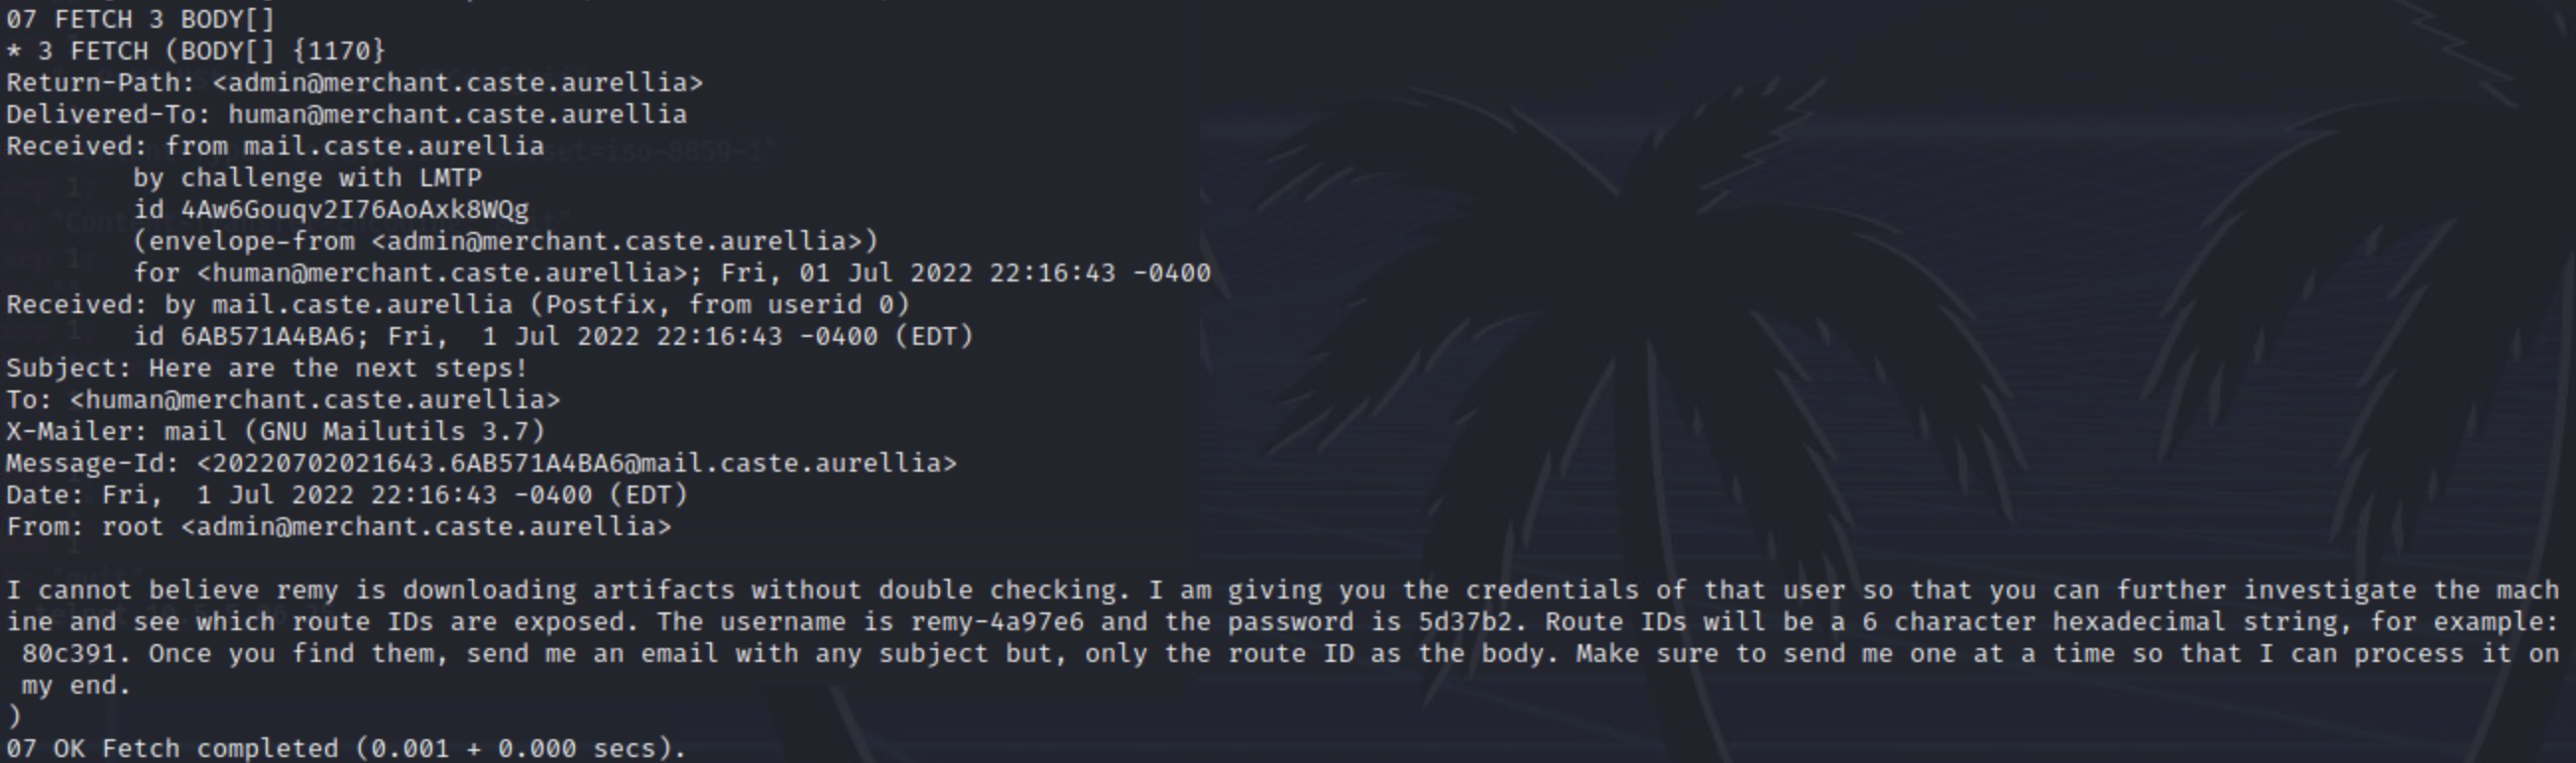 07 FETCH 3 BODY[]
* 3 FETCH (BODY[] {1170}
Return-Path: <admin@merchant.caste.aurellia>
Delivered-To: human@merchant.caste.aurellia
Received: from mail.caste.aurellia
        by challenge with LMTP
        id 4Aw6Gouqv2I76AoAxk8WQg
        (envelope-from <admin@merchant.caste.aurellia>)
        for <human@merchant.caste.aurellia>; Fri, 01 Jul 2022 22:16:43 -0400
Received: by mail.caste.aurellia (Postfix, from userid 0)
        id 6AB571A4BA6; Fri,  1 Jul 2022 22:16:43 -0400 (EDT)
Subject: Here are the next steps!
To: <human@merchant.caste.aurellia>
X-Mailer: mail (GNU Mailutils 3.7)
Message-Id: <20220702021643.6AB571A4BA6@mail.caste.aurellia>
Date: Fri,  1 Jul 2022 22:16:43 -0400 (EDT)
From: root <admin@merchant.caste.aurellia>

I cannot believe remy is downloading artifacts without double checking. I am giving you the credentials of that user so that you can further investigate the mach
ine and see which route IDs are exposed. The username is remy-4a97e6 and the password is 5d37b2. Route IDs will be a 6 character hexadecimal string, for example:
 80c391. Once you find them, send me an email with any subject but, only the route ID as the body. Make sure to send me one at a time so that I can process it on
 my end.
)
07 OK Fetch completed (0.001 + 0.000 secs).